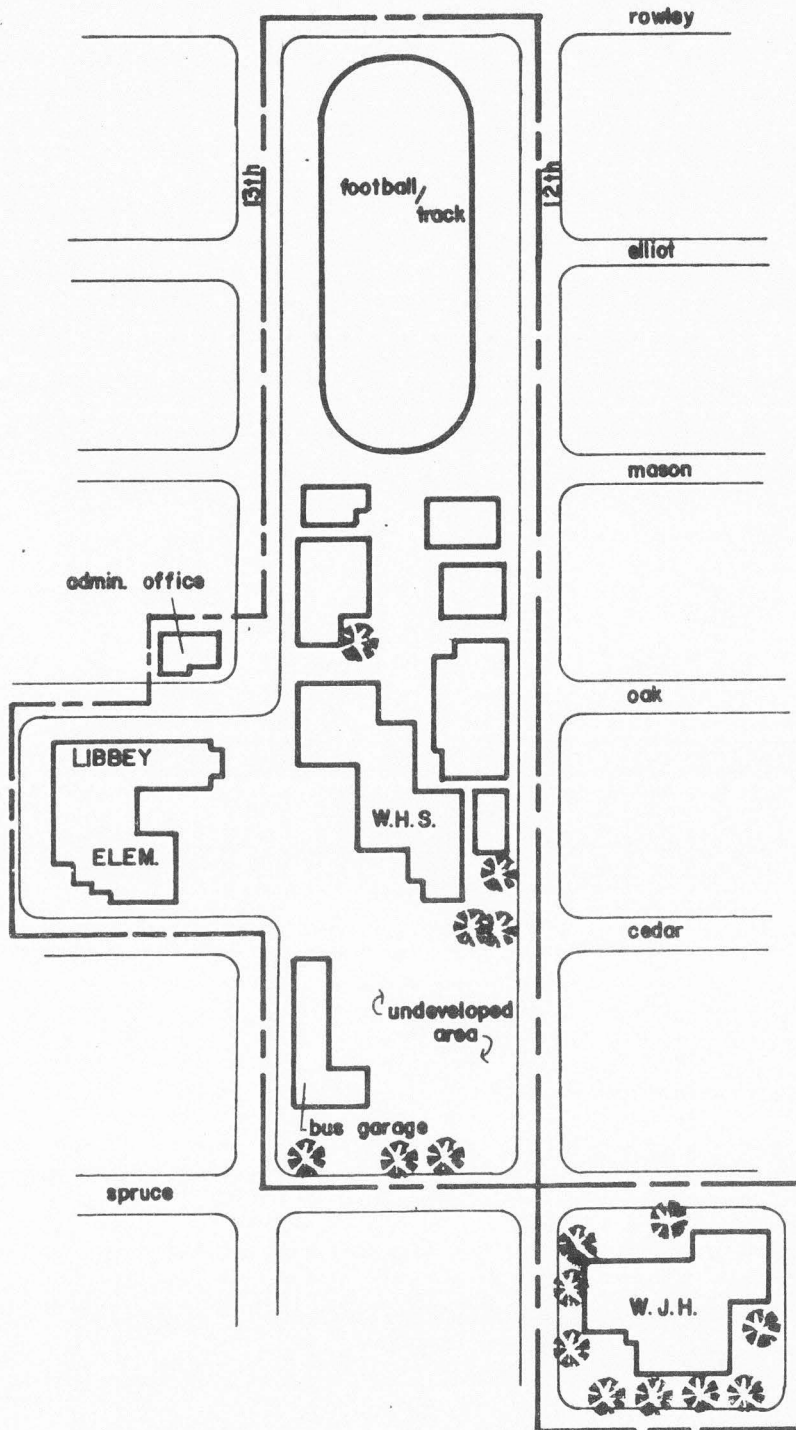 rowley
13th
12th
football/
track
elliot
mason
admin. office
oak
LIBBEY
ELEM.
W.H.S.
cedar
undeveloped
area
bus garage
spruce
W.J.H.